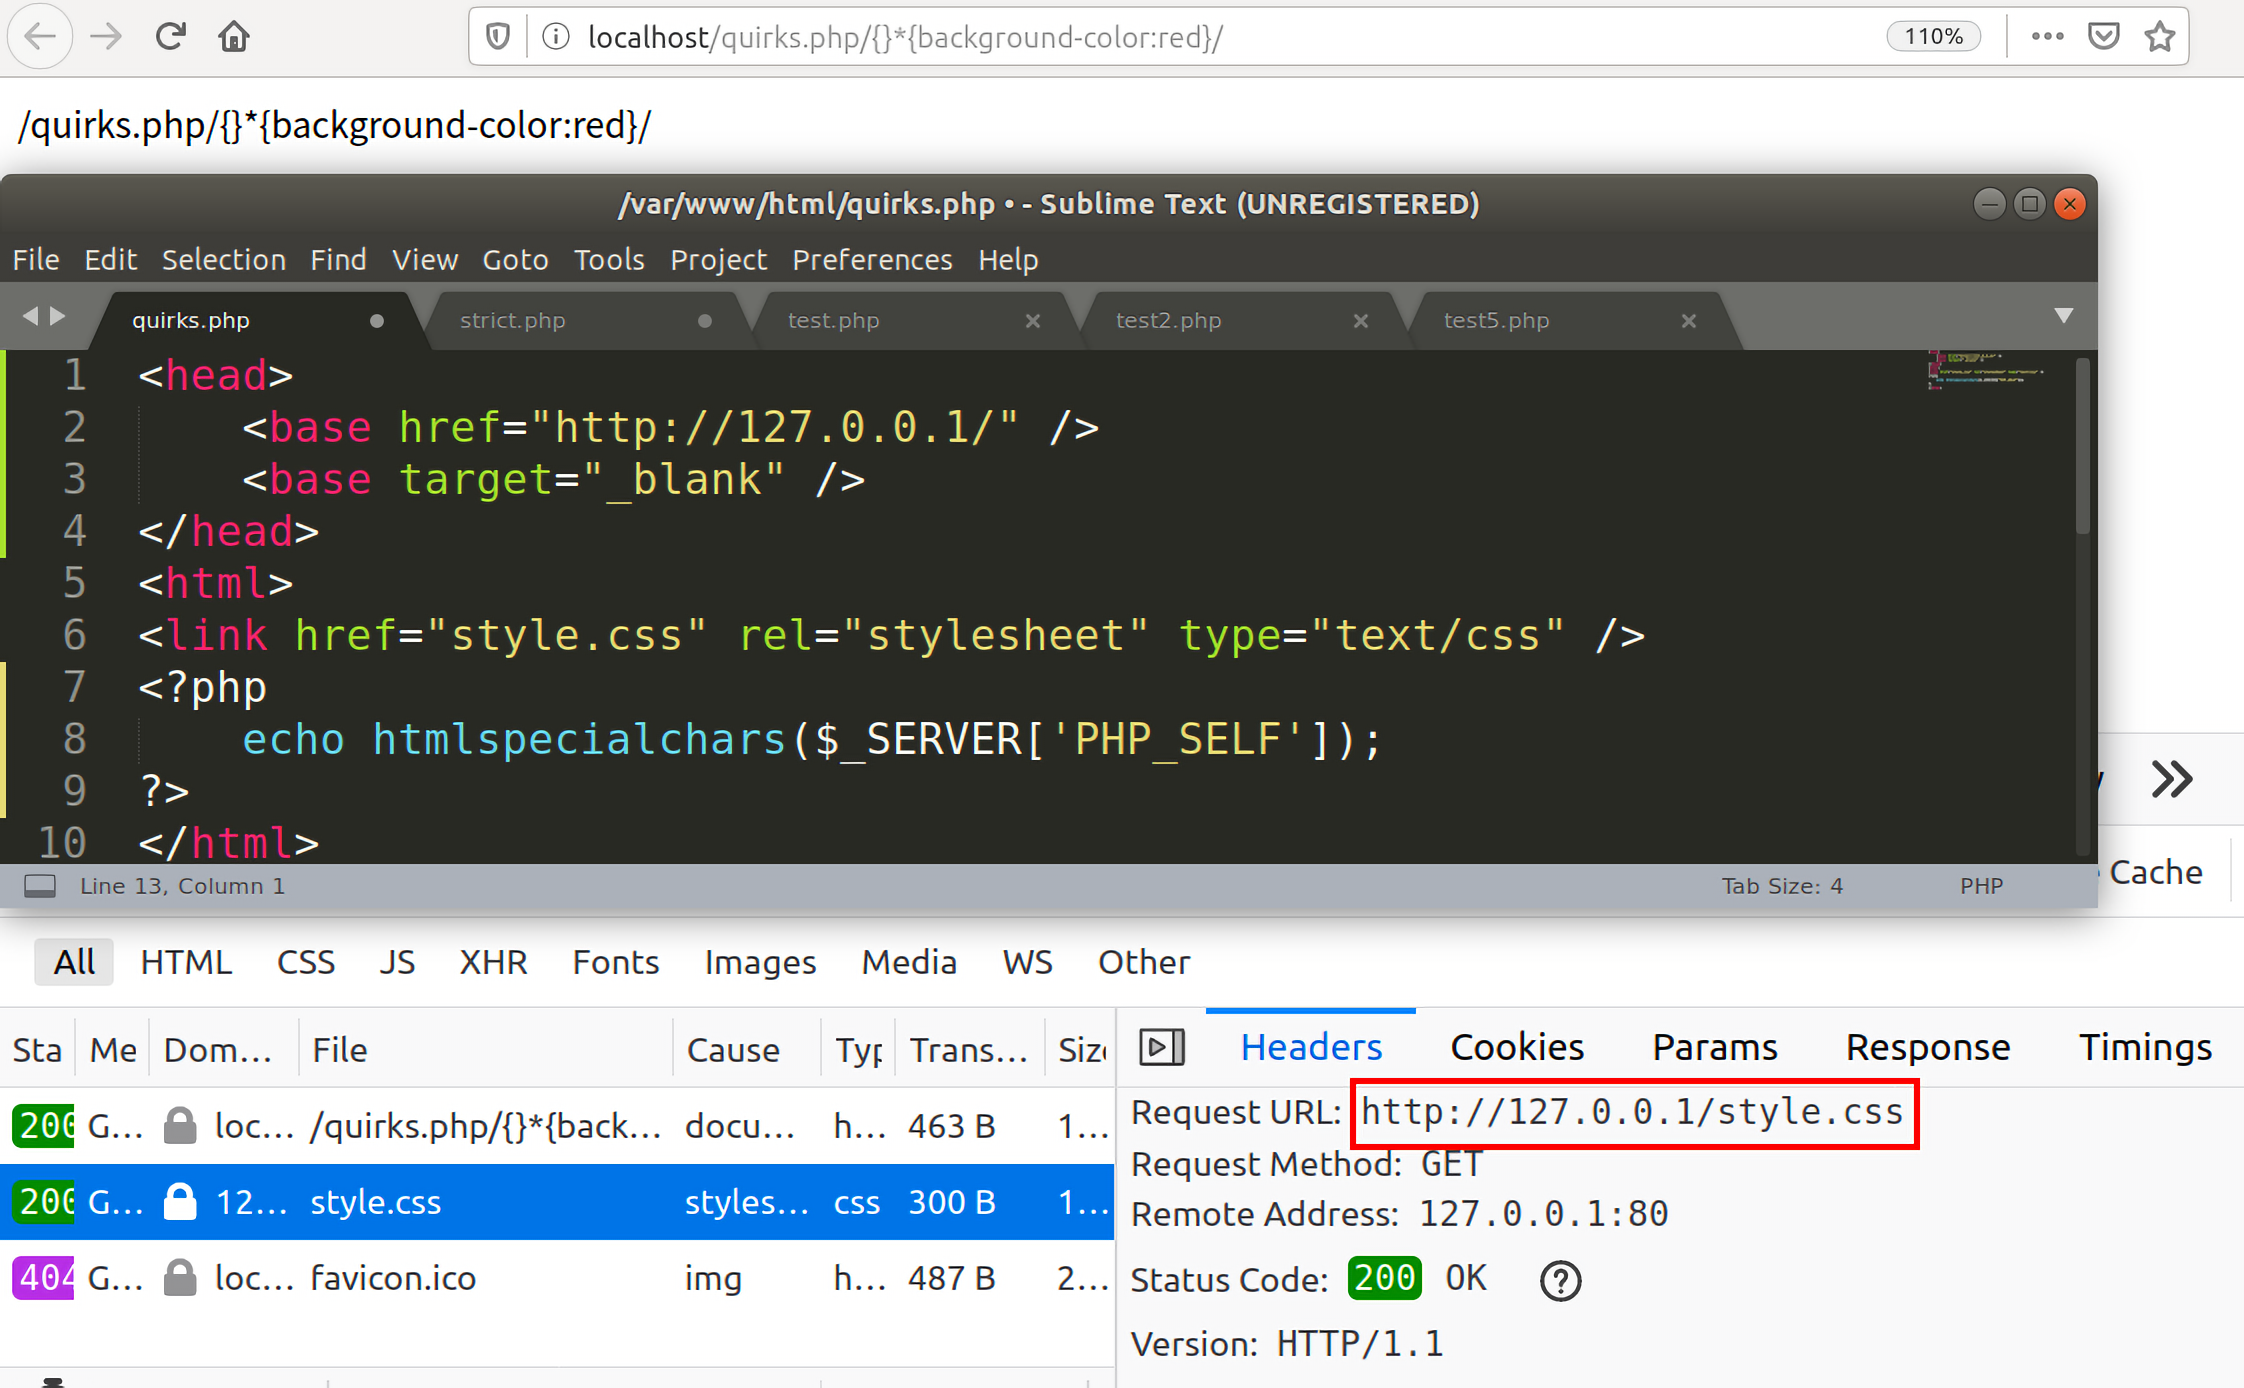 localhost/quirks.php/{}*{background-color:red}/
110%
/quirks.php/{}*{background-color:red}/
/var/www/html/quirks.php • - Sublime Text (UNREGISTERED)
File Edit Selection Find View Goto Tools Project Preferences Help
quirks.php strict.php test.php test2.php test5.php
1 <head>
2 <base href="http://127.0.0.1/" />
3 <base target="_blank" />
4 </head>
5 <html>
6 <link href="style.css" rel="stylesheet" type="text/css" />
7 <?php
8 echo htmlspecialchars($_SERVER['PHP_SELF']);
9 ?>
10 </html>
Line 13, Column 1 Tab Size: 4 PHP
Cache
All HTML CSS JS XHR Fonts Images Media WS Other
Sta Me Dom... File Cause Typ Trans... Size
Headers Cookies Params Response Timings
200 G... loc... /quirks.php/{}*{back... docu... h... 463 B 1...
200 G... 12... style.css styles... css 300 B 1...
404 G... loc... favicon.ico img h... 487 B 2...
Request URL: http://127.0.0.1/style.css
Request Method: GET
Remote Address: 127.0.0.1:80
Status Code: 200 OK
Version: HTTP/1.1